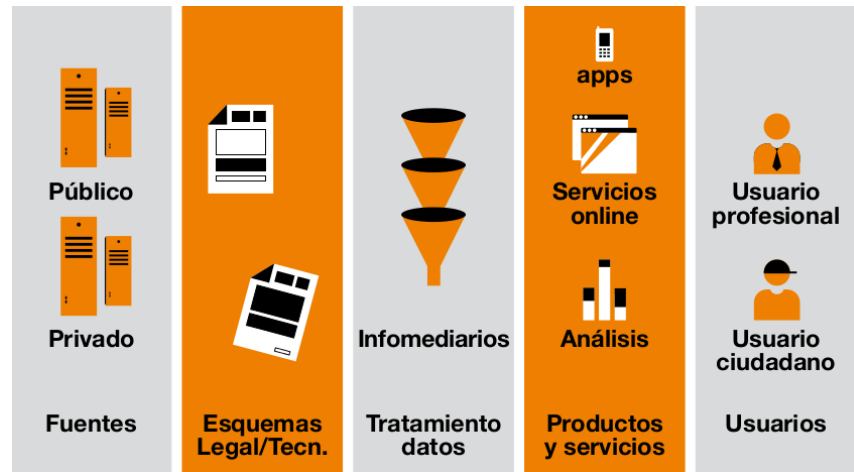 Público
Privado
Fuentes
Esquemas
Legal/Tecn.
Infomediarios
Tratamiento
datos
apps
Servicios
online
Análisis
Productos
y servicios
Usuario
profesional
Usuario
ciudadano
Usuarios